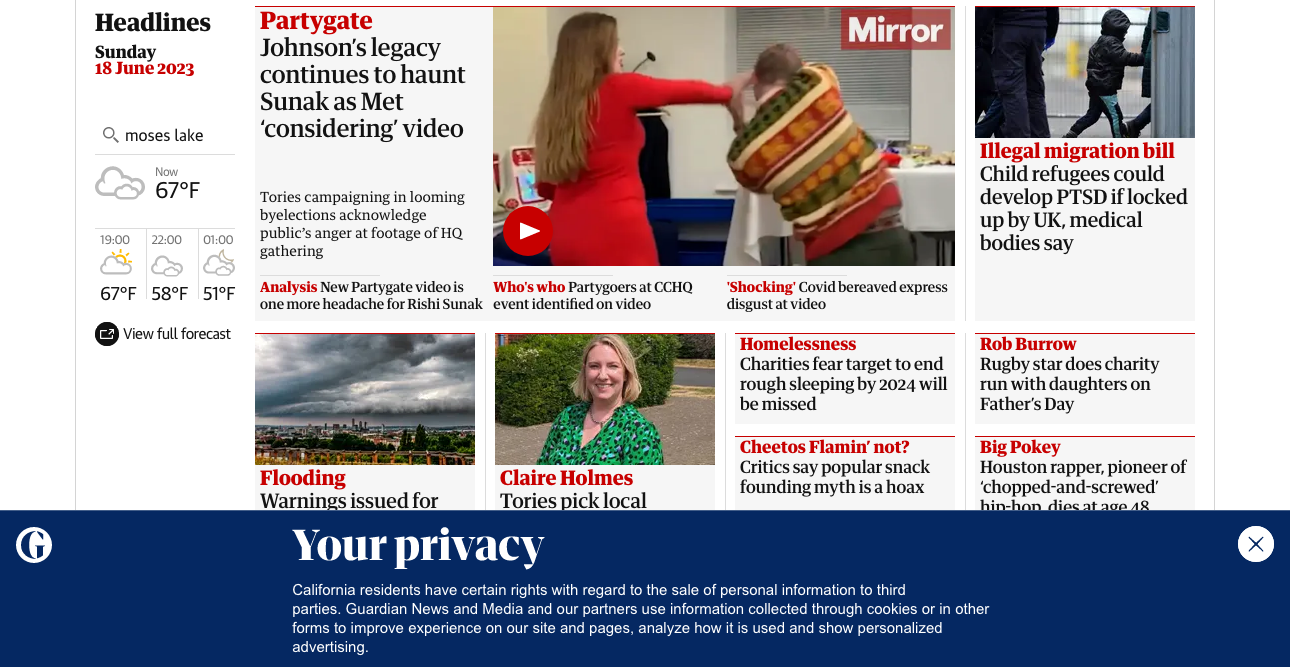 Headlines
Sunday
18 June 2023
moses lake
Now
67°F
19:00
22:00
01:00
67°F
58°F
51°F
View full forecast
Partygate
Johnson’s legacy
continues to haunt
Sunak as Met
‘considering’ video
Tories campaigning in looming
byelections acknowledge
public’s anger at footage of HQ
gathering
Mirror
Analysis New Partygate video is
one more headache for Rishi Sunak
Who's who Partygoers at CCHQ
event identified on video
'Shocking' Covid bereaved express
disgust at video
Illegal migration bill
Child refugees could
develop PTSD if locked
up by UK, medical
bodies say
Flooding
Warnings issued for
Claire Holmes
Tories pick local
Homelessness
Charities fear target to end
rough sleeping by 2024 will
be missed
Cheetos Flamin’ not?
Critics say popular snack
founding myth is a hoax
Rob Burrow
Rugby star does charity
run with daughters on
Father’s Day
Big Pokey
Houston rapper, pioneer of
‘chopped-and-screwed’
hip-hop, dies at age 48
G
Your privacy
California residents have certain rights with regard to the sale of personal information to third
parties. Guardian News and Media and our partners use information collected through cookies or in other
forms to improve experience on our site and pages, analyze how it is used and show personalized
advertising.